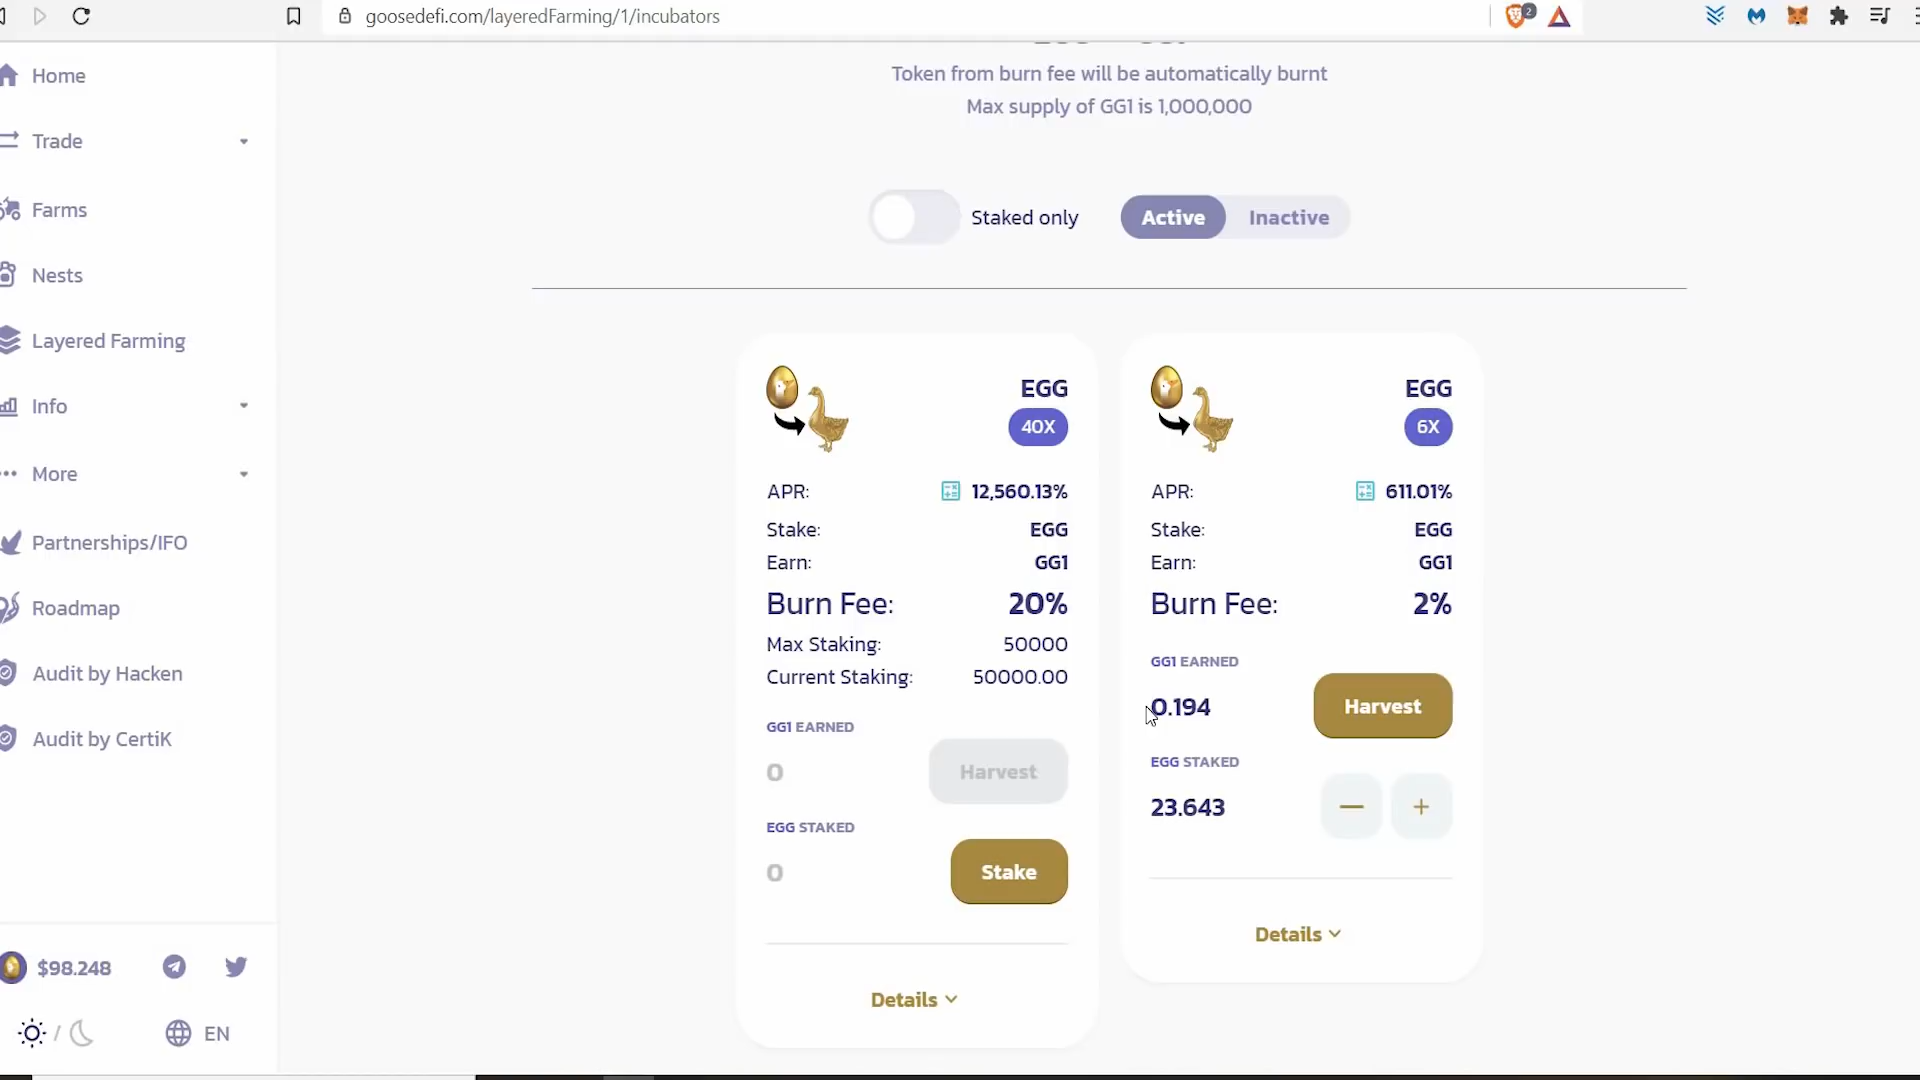 goosedefi.com/layeredFarming/1/incubators
2
Home
Trade
Farms
Nests
Layered Farming
Info
More
Partnerships/IFO
Roadmap
Audit by Hacken
Audit by CertiK
$98.248
/
EN
Token from burn fee will be automatically burnt
Max supply of GG1 is 1,000,000
Staked only
Active
Inactive
EGG
40X
APR: 12,560.13%
Stake: EGG
Earn: GG1
Burn Fee: 20%
Max Staking: 50000
Current Staking: 50000.00
GG1 EARNED
0
Harvest
EGG STAKED
0
Stake
Details
EGG
6X
APR: 611.01%
Stake: EGG
Earn: GG1
Burn Fee: 2%
GG1 EARNED
0.194
Harvest
EGG STAKED
23.643
Details